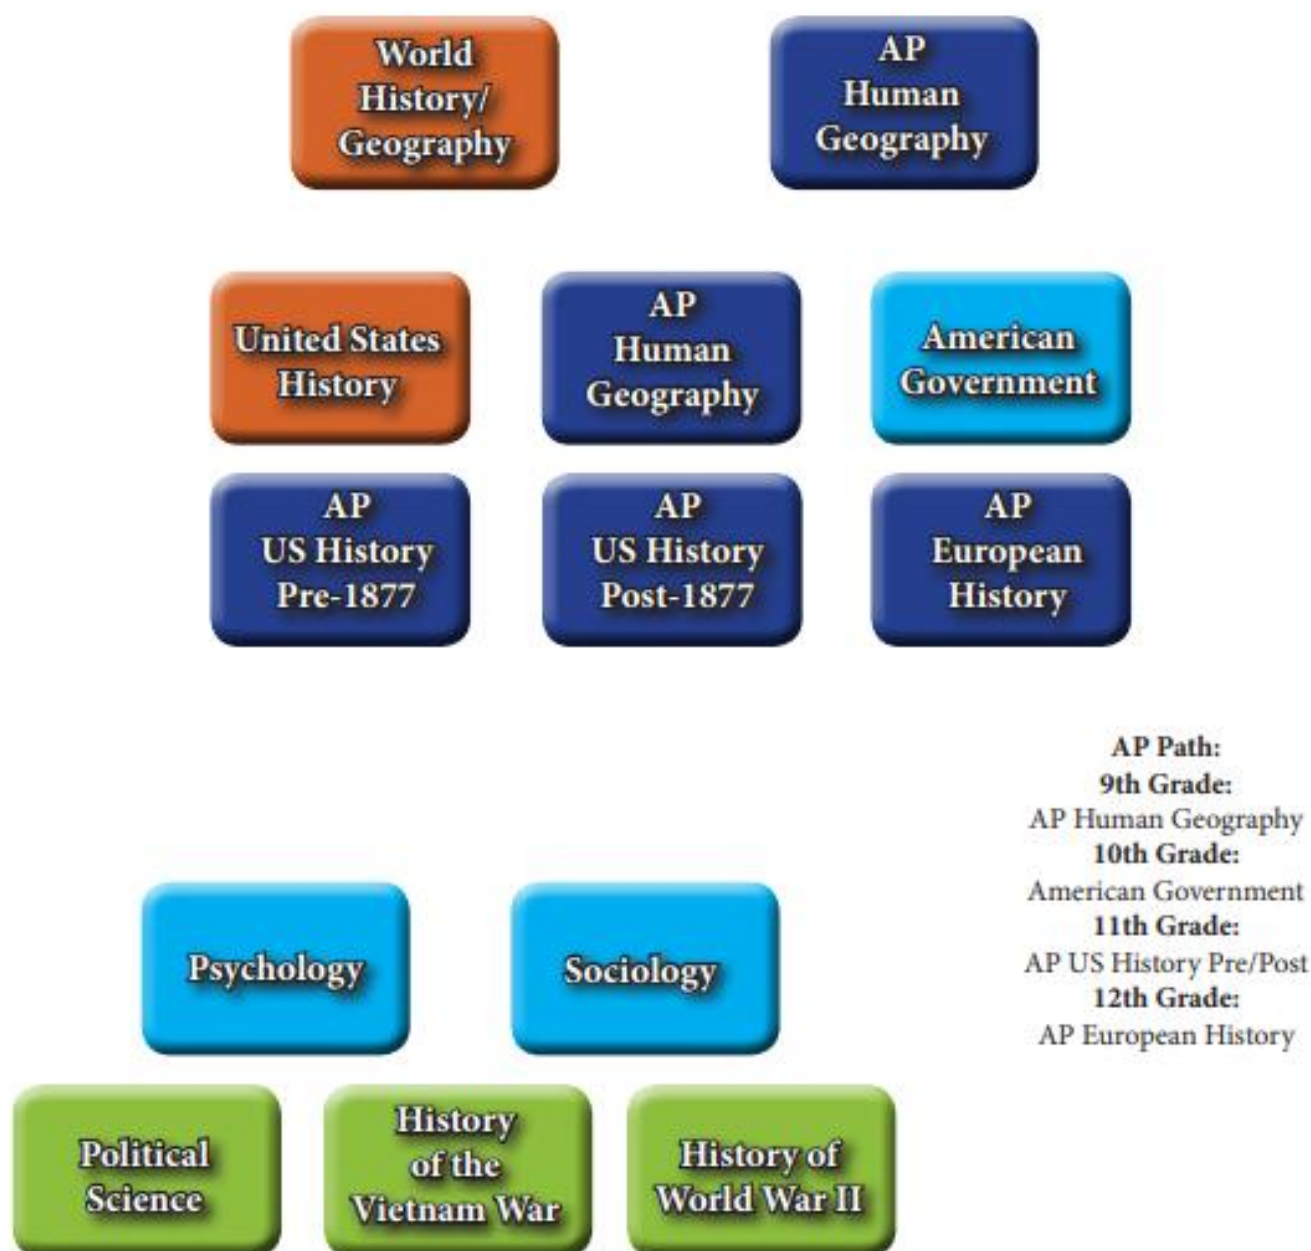 World
History/
Geography
AP
Human
Geography
United States
History
AP
Human
Geography
American
Government
AP
US History
Pre-1877
AP
US History
Post-1877
AP
European
History
AP Path:
9th Grade:
AP Human Geography
10th Grade:
American Government
11th Grade:
AP US History Pre/Post
12th Grade:
AP European History
Psychology
Sociology
Political
Science
History
of the
Vietnam War
History of
World War II